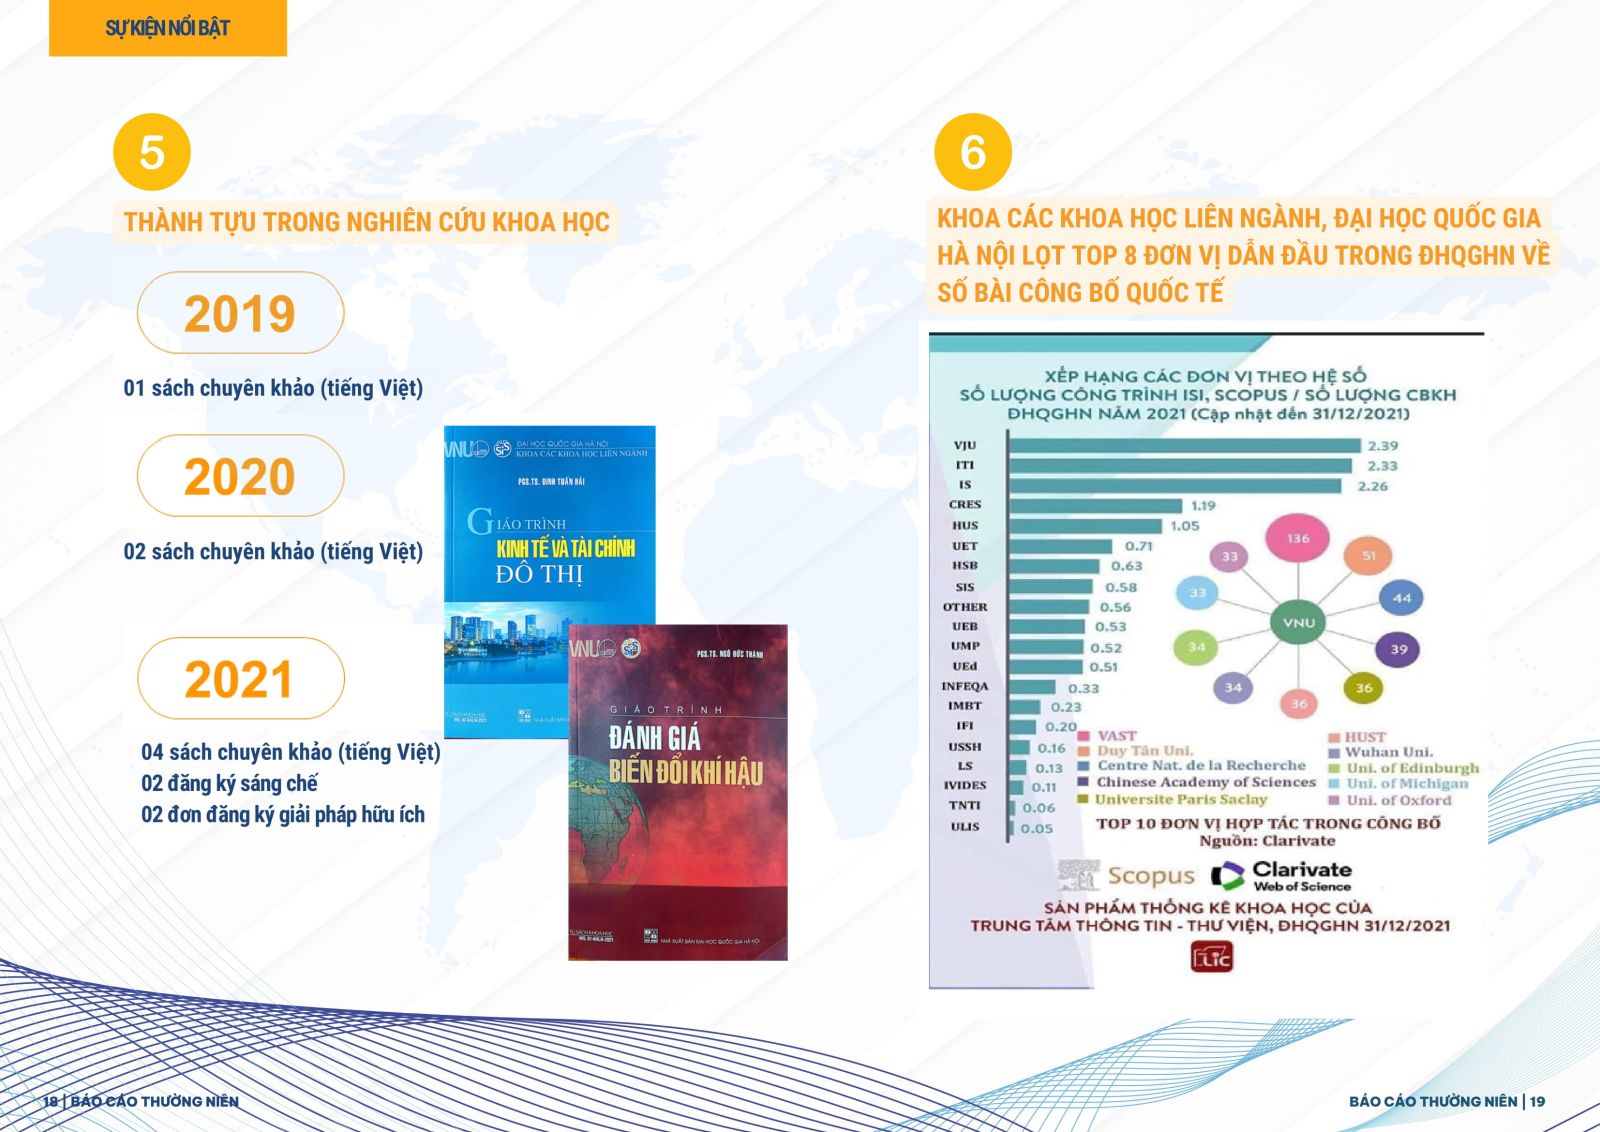 SỰ KIỆN NỔI BẬT
5
THÀNH TỰU TRONG NGHIÊN CỨU KHOA HỌC
2019
01 sách chuyên khảo (tiếng Việt)
2020
02 sách chuyên khảo (tiếng Việt)
2021
04 sách chuyên khảo (tiếng Việt)
02 đăng ký sáng chế
02 đơn đăng ký giải pháp hữu ích
VNU
ĐẠI HỌC QUỐC GIA HÀ NỘI
KHOA CÁC KHOA HỌC LIÊN NGÀNH
PGS.TS. ĐINH TUẤN HẢI
GIÁO TRÌNH
KINH TẾ VÀ TÀI CHÍNH
ĐÔ THỊ
VNU
PGS.TS. NGÔ ĐỨC THÀNH
GIÁO TRÌNH
ĐÁNH GIÁ
BIẾN ĐỔI KHÍ HẬU
NHÀ XUẤT BẢN ĐẠI HỌC QUỐC GIA HÀ NỘI
18 | BÁO CÁO THƯỜNG NIÊN
6
KHOA CÁC KHOA HỌC LIÊN NGÀNH, ĐẠI HỌC QUỐC GIA
HÀ NỘI LỌT TOP 8 ĐƠN VỊ DẪN ĐẦU TRONG ĐHQGHN VỀ
SỐ BÀI CÔNG BỐ QUỐC TẾ
XẾP HẠNG CÁC ĐƠN VỊ THEO HỆ SỐ
SỐ LƯỢNG CÔNG TRÌNH ISI, SCOPUS / SỐ LƯỢNG CBKH
ĐHQGHN NĂM 2021 (Cập nhật đến 31/12/2021)
VJU 2.39
ITI 2.33
IS 2.26
CRES 1.19
HUS 1.05
UET 0.71
HSB 0.63
SIS 0.58
OTHER 0.56
UEB 0.53
UMP 0.52
UEd 0.51
INFEQA 0.33
IMBT 0.23
IFI 0.20
USSH 0.16
LS 0.13
IVIDES 0.11
TNTI 0.06
ULIS 0.05
136
51
44
39
36
36
34
34
33
33
VNU
VAST
Duy Tân Uni.
Centre Nat. de la Recherche
Chinese Academy of Sciences
Universite Paris Saclay
HUST
Wuhan Uni.
Uni. of Edinburgh
Uni. of Michigan
Uni. of Oxford
TOP 10 ĐƠN VỊ HỢP TÁC TRONG CÔNG BỐ
Nguồn: Clarivate
Scopus
Clarivate
Web of Science
SẢN PHẨM THỐNG KÊ KHOA HỌC CỦA
TRUNG TÂM THÔNG TIN - THƯ VIỆN, ĐHQGHN 31/12/2021
LIC
BÁO CÁO THƯỜNG NIÊN | 19